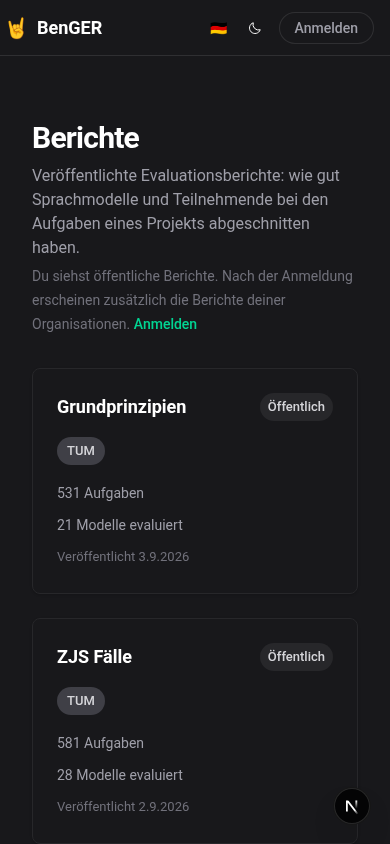 BenGER
Anmelden
Berichte
Veröffentlichte Evaluationsberichte: wie gut
Sprachmodelle und Teilnehmende bei den
Aufgaben eines Projekts abgeschnitten
haben.
Du siehst öffentliche Berichte. Nach der Anmeldung
erscheinen zusätzlich die Berichte deiner
Organisationen. Anmelden
Grundprinzipien
Öffentlich
TUM
531 Aufgaben
21 Modelle evaluiert
Veröffentlicht 3.9.2026
ZJS Fälle
Öffentlich
TUM
581 Aufgaben
28 Modelle evaluiert
Veröffentlicht 2.9.2026
N